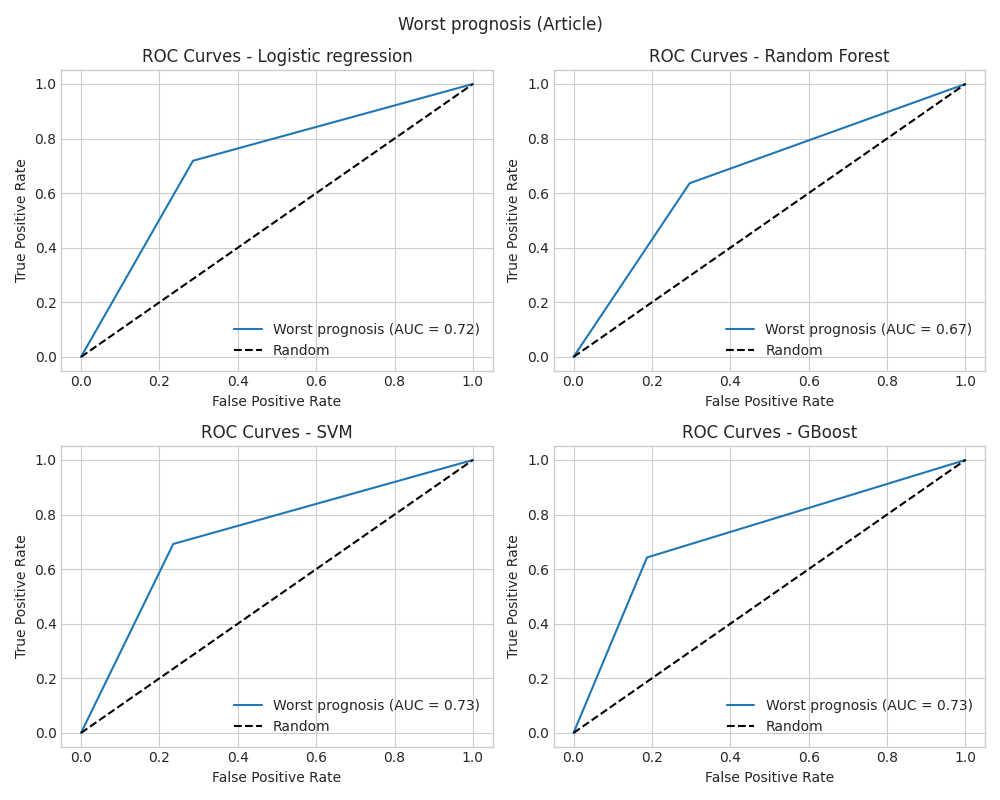 Worst prognosis (Article)
ROC Curves - Logistic regression
True Positive Rate
1.0
0.8
0.6
0.4
0.2
0.0
Worst prognosis (AUC = 0.72)
Random
0.0 0.2 0.4 0.6 0.8 1.0
False Positive Rate
ROC Curves - Random Forest
True Positive Rate
1.0
0.8
0.6
0.4
0.2
0.0
Worst prognosis (AUC = 0.67)
Random
0.0 0.2 0.4 0.6 0.8 1.0
False Positive Rate
ROC Curves - SVM
True Positive Rate
1.0
0.8
0.6
0.4
0.2
0.0
Worst prognosis (AUC = 0.73)
Random
0.0 0.2 0.4 0.6 0.8 1.0
False Positive Rate
ROC Curves - GBoost
True Positive Rate
1.0
0.8
0.6
0.4
0.2
0.0
Worst prognosis (AUC = 0.73)
Random
0.0 0.2 0.4 0.6 0.8 1.0
False Positive Rate